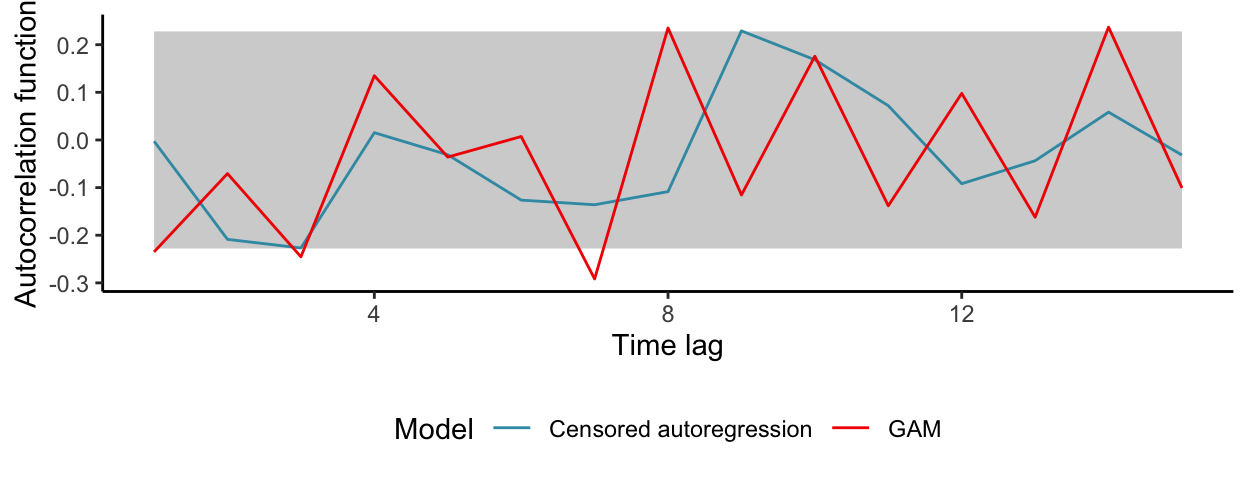 Autocorrelation function
0.2
0.1
0.0
-0.1
-0.2
-0.3
4 8 12
Time lag
Model Censored autoregression GAM